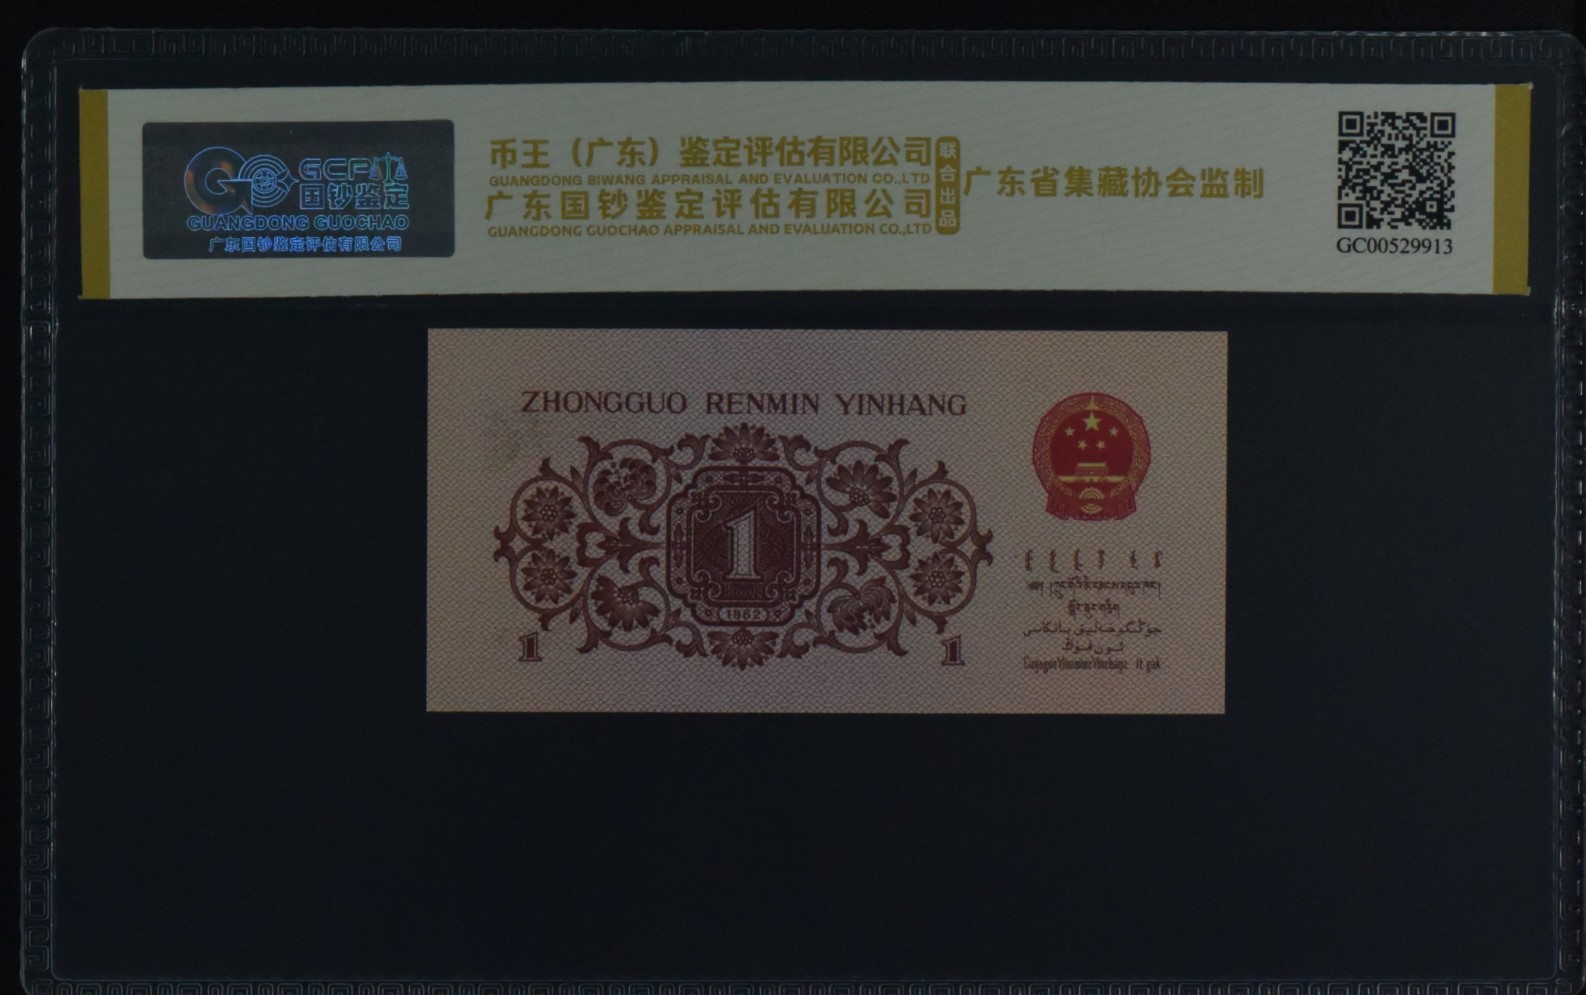 GCP
国钞鉴定
GUANGDONG GUOCHAO
广东国钞鉴定评估有限公司
币王（广东）鉴定评估有限公司
GUANGDONG BIWANG APPRAISAL AND EVALUATION CO.,LTD
广东国钞鉴定评估有限公司
GUANGDONG GUOCHAO APPRAISAL AND EVALUATION CO.,LTD
联合出品
广东省集藏协会监制
GC00529913
ZHONGGUO RENMIN YINHANG
1
1962
1
1